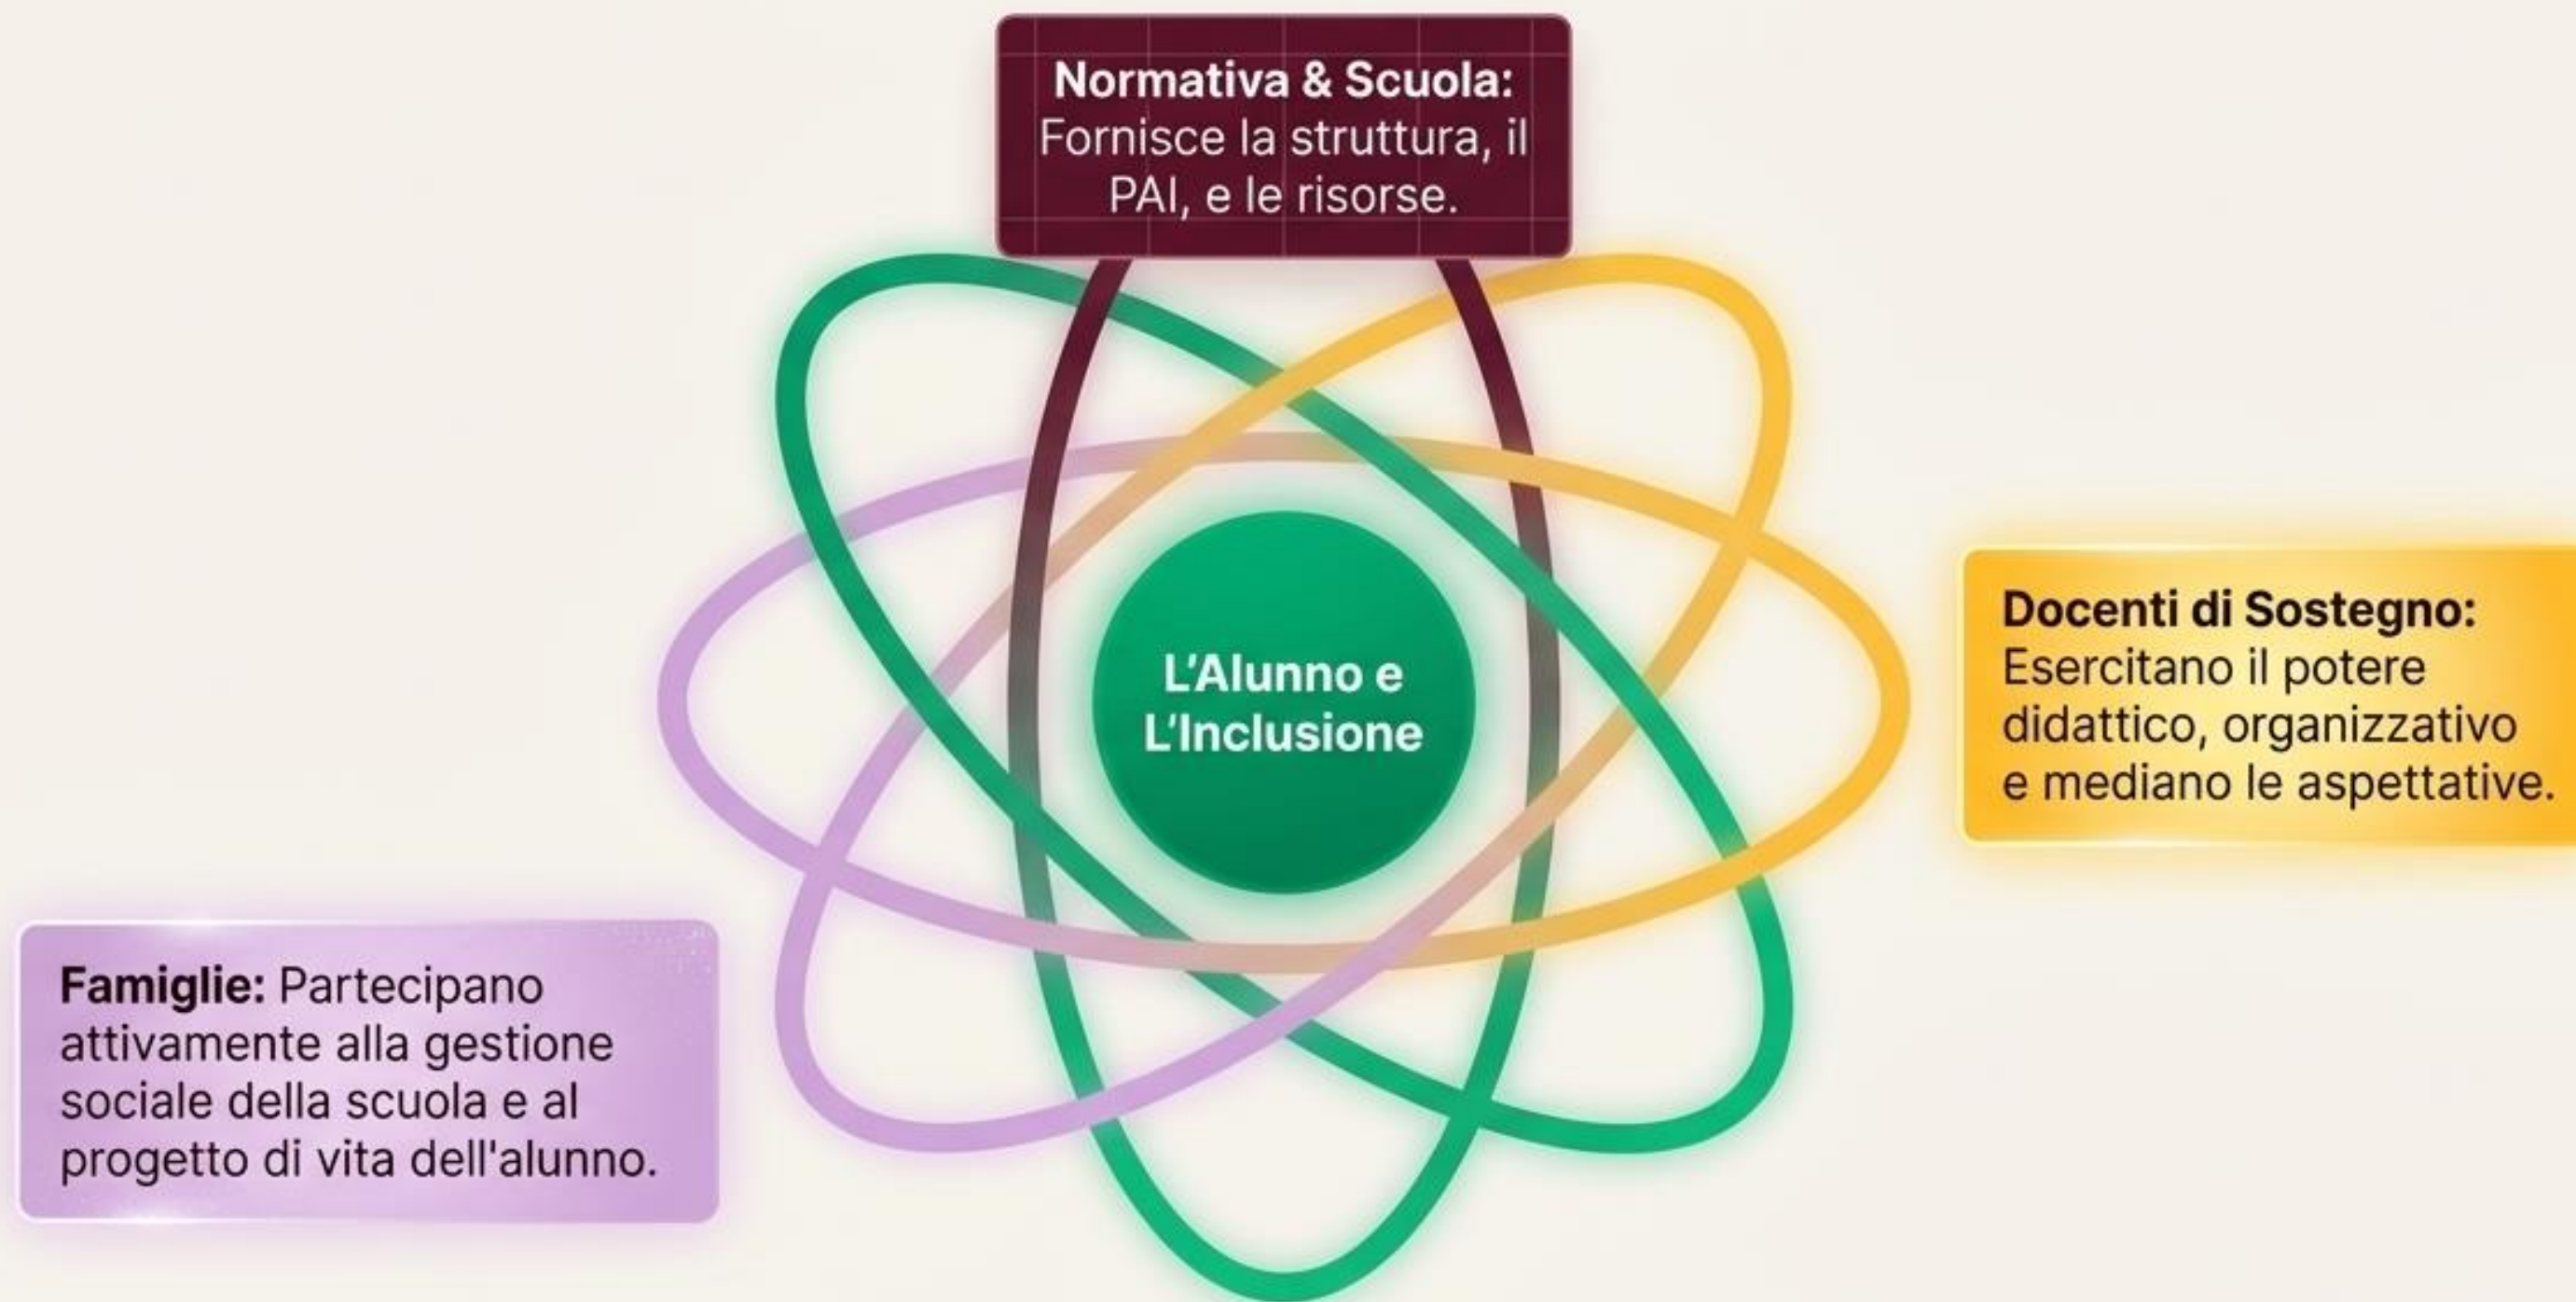 Normativa & Scuola:
Fornisce la struttura, il
PAI, e le risorse.
L'Alunno e
L'Inclusione
Docenti di Sostegno:
Esercitano il potere
didattico, organizzativo
e mediano le aspettative.
Famiglie: Partecipano
attivamente alla gestione
sociale della scuola e al
progetto di vita dell'alunno.